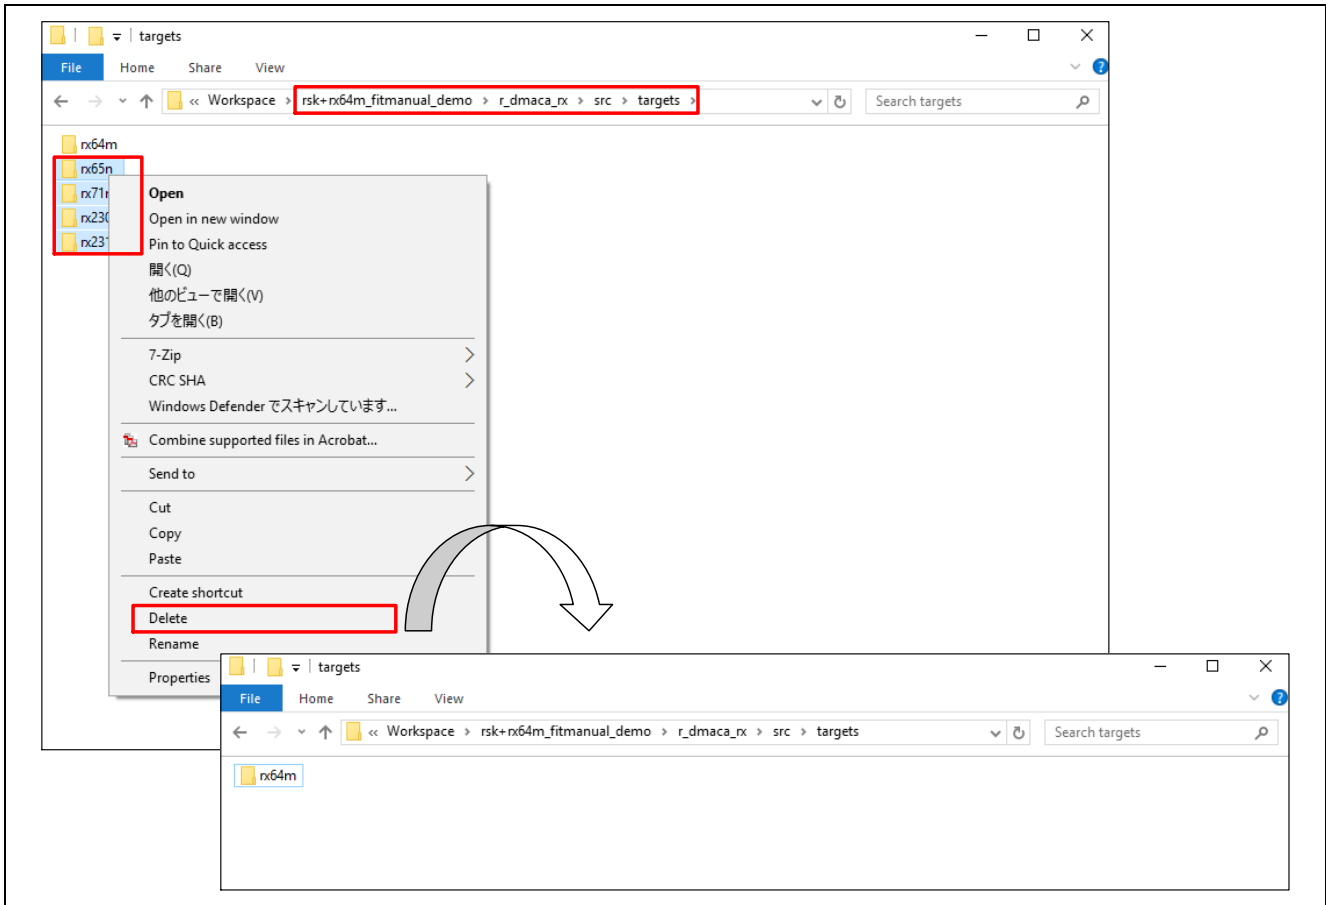 targets
File Home Share View
« Workspace > rsk+rx64m_fitmanual_demo > r_dmaca_rx > src > targets >
Search targets
rx64m
rx65n
rx71
rx230
rx231
Open
Open in new window
Pin to Quick access
開く(Q)
他のビューで開く(V)
タブを開く(B)
7-Zip
CRC SHA
Windows Defender でスキャンしています...
Combine supported files in Acrobat...
Send to
Cut
Copy
Paste
Create shortcut
Delete
Rename
Properties
targets
File Home Share View
« Workspace > rsk+rx64m_fitmanual_demo > r_dmaca_rx > src > targets
Search targets
rx64m